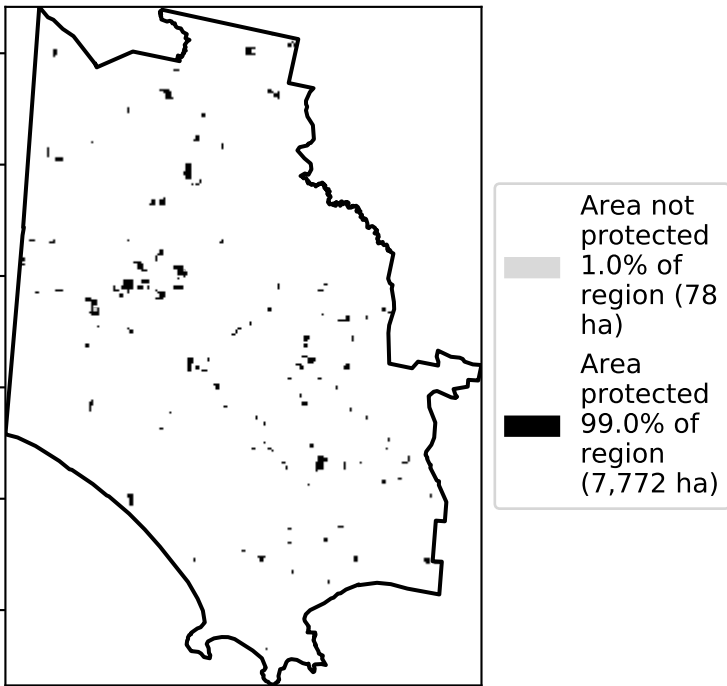 Area not
protected
1.0% of
region (78
ha)
Area
protected
99.0% of
region
(7,772 ha)